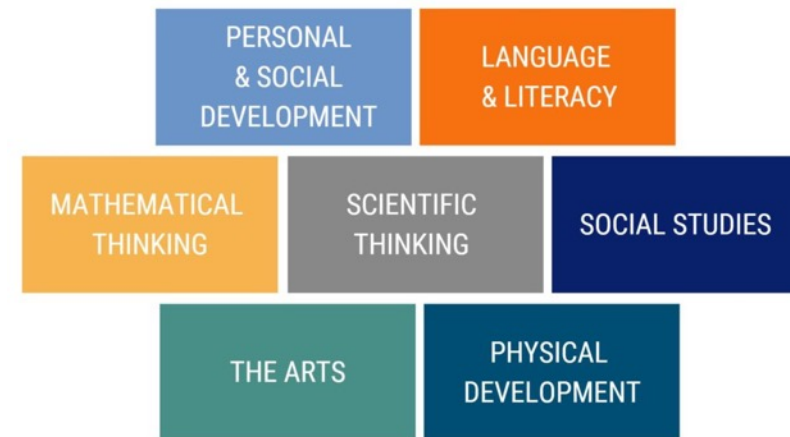 PERSONAL
& SOCIAL
DEVELOPMENT
LANGUAGE
& LITERACY
MATHEMATICAL
THINKING
SCIENTIFIC
THINKING
SOCIAL STUDIES
THE ARTS
PHYSICAL
DEVELOPMENT